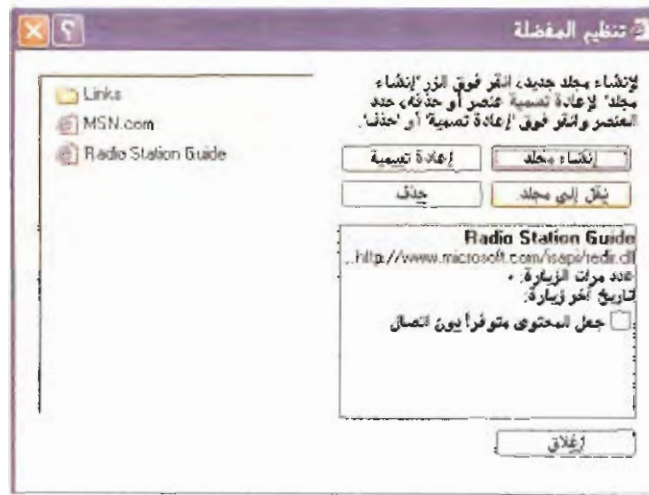 تنظيم المفضلة
لإنشاء مجلد جديد، انقر فوق الزر 'إنشاء
مجلد' لإعادة تسمية عنصر أو حذفه، حدد
العنصر وانقر فوق 'إعادة تسمية' أو 'حذف'.
إنشاء مجلد
إعادة تسمية
نقل إلى مجلد
حذف
Radio Station Guide
http://www.microsoft.com/isapi/redir.dll...
عدد مرات الزيارة: ٠
تاريخ آخر زيارة:
جعل المحتوى متوفراً بدون اتصال
إغلاق
Links
MSN.com
Radio Station Guide